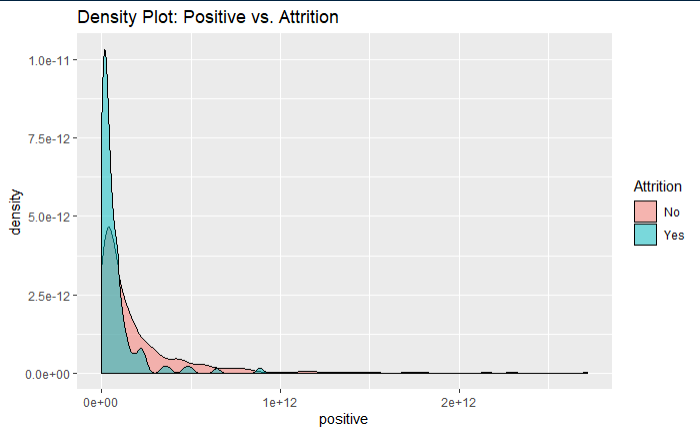 Density Plot: Positive vs. Attrition
1.0e-11
7.5e-12
5.0e-12
2.5e-12
0.0e+00
density
0e+00 1e+12 2e+12
positive
Attrition
No
Yes